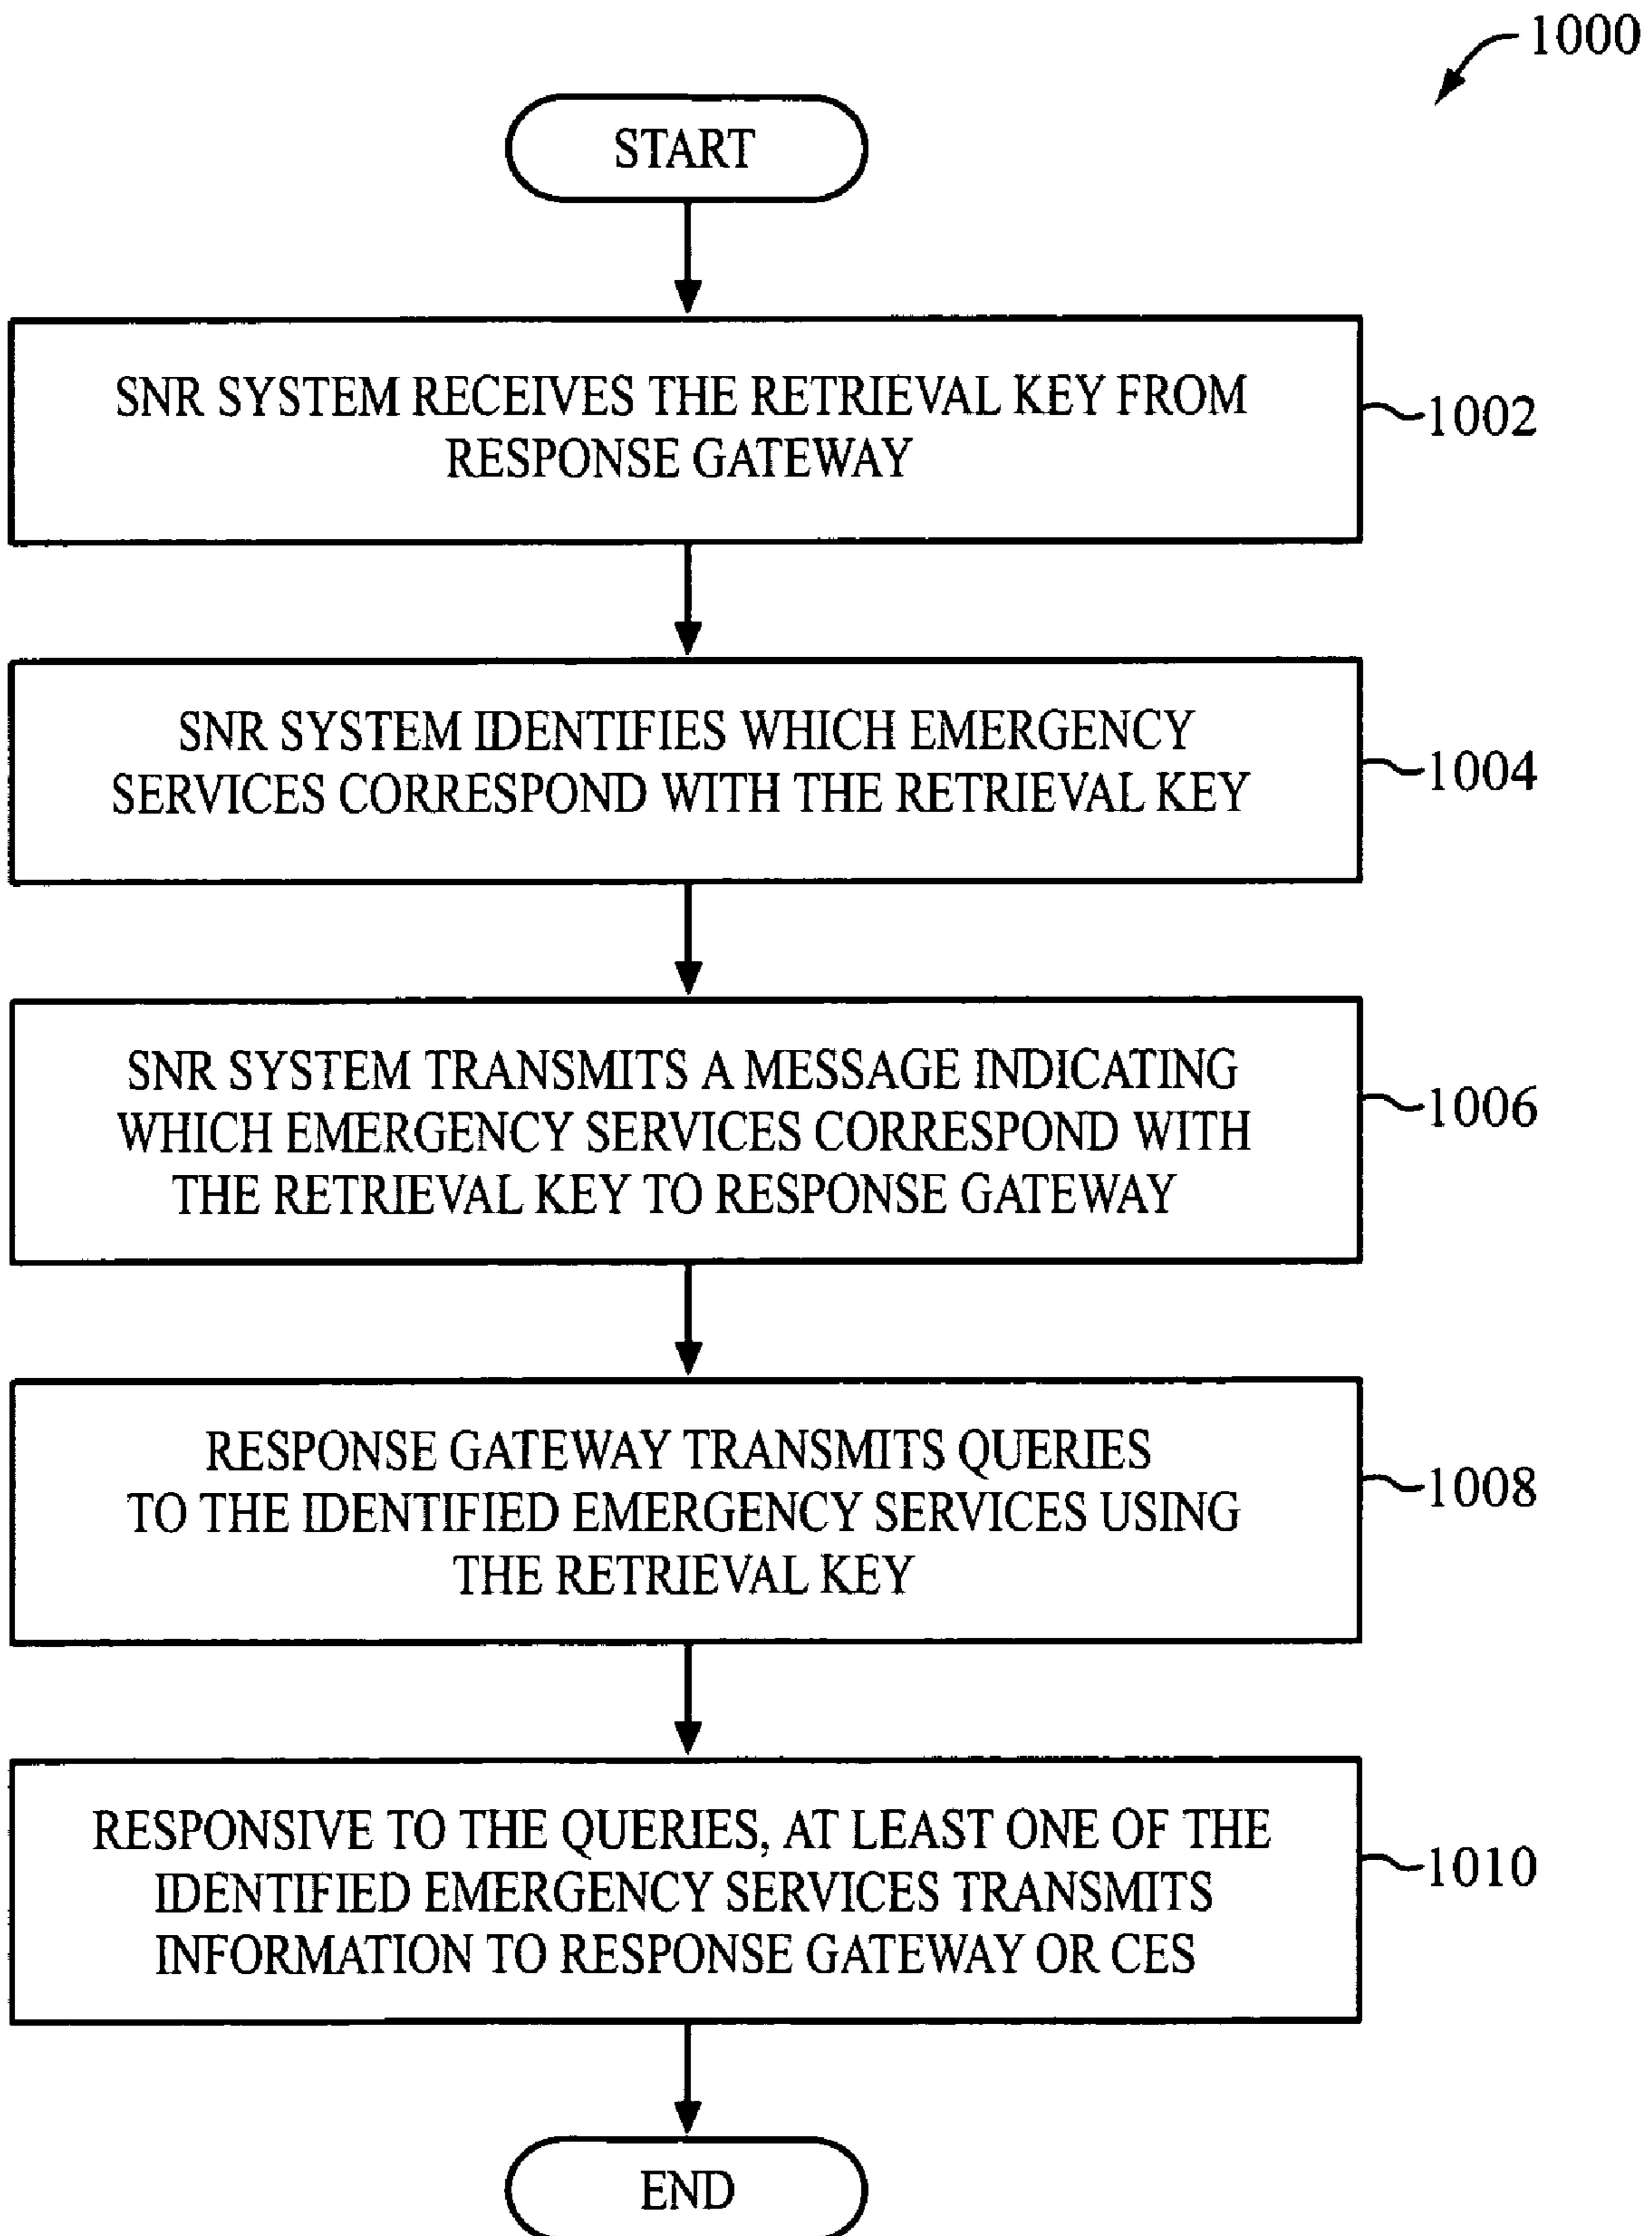 1000
START
SNR SYSTEM RECEIVES THE RETRIEVAL KEY FROM
RESPONSE GATEWAY
1002
SNR SYSTEM IDENTIFIES WHICH EMERGENCY
SERVICES CORRESPOND WITH THE RETRIEVAL KEY
1004
SNR SYSTEM TRANSMITS A MESSAGE INDICATING
WHICH EMERGENCY SERVICES CORRESPOND WITH
THE RETRIEVAL KEY TO RESPONSE GATEWAY
1006
RESPONSE GATEWAY TRANSMITS QUERIES
TO THE IDENTIFIED EMERGENCY SERVICES USING
THE RETRIEVAL KEY
1008
RESPONSIVE TO THE QUERIES, AT LEAST ONE OF THE
IDENTIFIED EMERGENCY SERVICES TRANSMITS
INFORMATION TO RESPONSE GATEWAY OR CES
1010
END